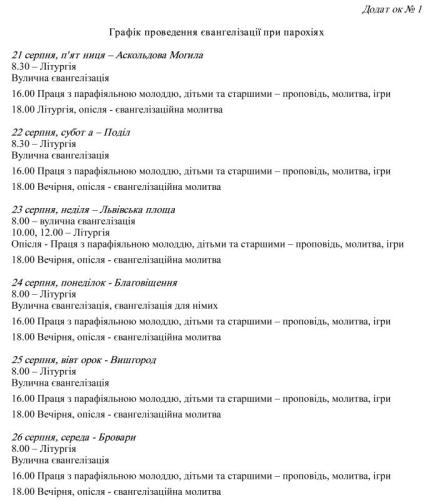 Додат ок № 1
Графік проведення євангелізації при парохіях
21 серпня, п'ят ниця – Аскольдова Могила
8.30 – Літургія
Вулична євангелізація
16.00 Праця з парафіяльною молоддю, дітьми та старшими – проповідь, молитва, ігри
18.00 Літургія, опісля - євангелізаційна молитва
22 серпня, субот а – Поділ
8.30 – Літургія
Вулична євангелізація
16.00 Праця з парафіяльною молоддю, дітьми та старшими – проповідь, молитва, ігри
18.00 Вечірня, опісля - євангелізаційна молитва
23 серпня, неділя – Львівська площа
8.00 – вулична євангелізація
10.00, 12.00 – Літургія
Опісля - Праця з парафіяльною молоддю, дітьми та старшими – проповідь, молитва, ігри
18.00 Вечірня, опісля - євангелізаційна молитва
24 серпня, понеділок - Благовіщення
8.00 – Літургія
Вулична євангелізація, євангелізація для німих
16.00 Праця з парафіяльною молоддю, дітьми та старшими – проповідь, молитва, ігри
18.00 Вечірня, опісля - євангелізаційна молитва
25 серпня, вівт орок - Вишгород
8.00 – Літургія
Вулична євангелізація
16.00 Праця з парафіяльною молоддю, дітьми та старшими – проповідь, молитва, ігри
18.00 Вечірня, опісля - євангелізаційна молитва
26 серпня, середа - Бровари
8.00 – Літургія
Вулична євангелізація
16.00 Праця з парафіяльною молоддю, дітьми та старшими – проповідь, молитва, ігри
18.00 Вечірня, опісля - євангелізаційна молитва